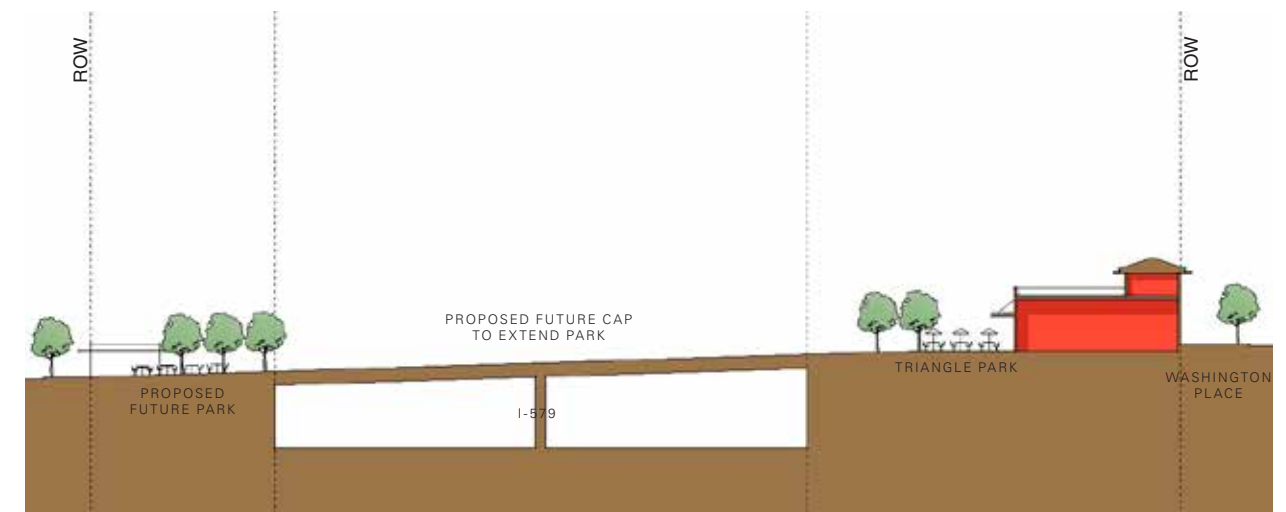 ROW
ROW
PROPOSED FUTURE CAP
TO EXTEND PARK
TRIANGLE PARK
WASHINGTON
PLACE
PROPOSED
FUTURE PARK
I-579